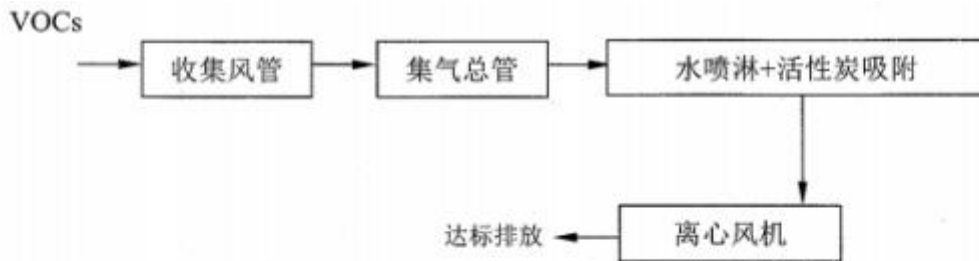 VOCs
收集风管
集气总管
水喷淋+活性炭吸附
达标排放
离心风机